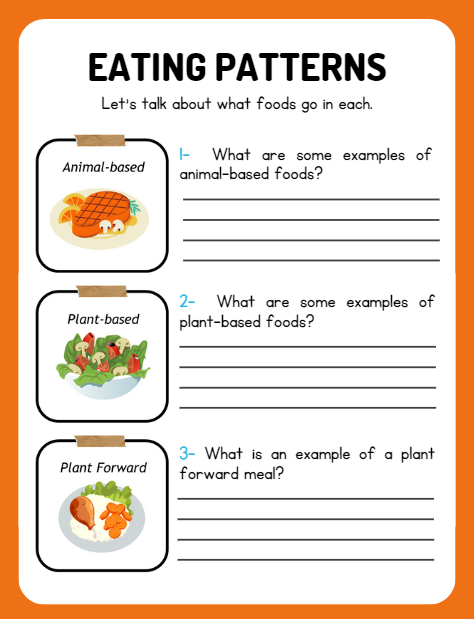 EATING PATTERNS
Let's talk about what foods go in each.
Animal-based
1- What are some examples of
animal-based foods?
Plant-based
2- What are some examples of
plant-based foods?
Plant Forward
3- What is an example of a plant
forward meal?